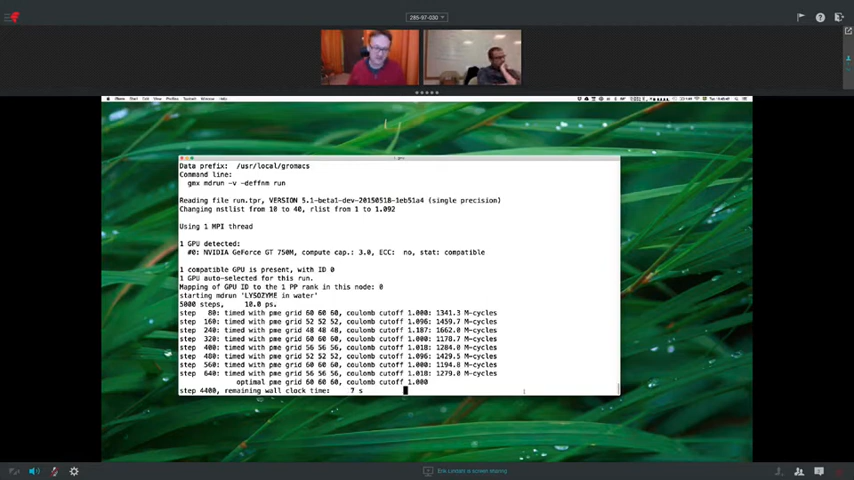 285-97-030
Data prefix:  /usr/local/gromacs
Command line:
gmx mdrun -v -deffnm run
Reading file run.tpr, VERSION 5.1-beta1-dev-20150518-1eb51a4 (single precision)
Changing nstlist from 10 to 40, rlist from 1 to 1.092
Using 1 MPI thread
1 GPU detected:
#0: NVIDIA GeForce GT 750M, compute cap.: 3.0, ECC:  no, stat: compatible
1 compatible GPU is present, with ID 0
1 GPU auto-selected for this run.
Mapping of GPU ID to the 1 PP rank in this node: 0
starting mdrun 'LYSOZYME in water'
5000 steps,     10.0 ps.
step   80: timed with pme grid 60 60 60, coulomb cutoff 1.000: 1341.3 M-cycles
step  160: timed with pme grid 52 52 52, coulomb cutoff 1.096: 1459.7 M-cycles
step  240: timed with pme grid 48 48 48, coulomb cutoff 1.187: 1662.0 M-cycles
step  320: timed with pme grid 60 60 60, coulomb cutoff 1.000: 1178.7 M-cycles
step  400: timed with pme grid 56 56 56, coulomb cutoff 1.018: 1284.0 M-cycles
step  480: timed with pme grid 52 52 52, coulomb cutoff 1.096: 1429.5 M-cycles
step  560: timed with pme grid 60 60 60, coulomb cutoff 1.000: 1194.8 M-cycles
step  640: timed with pme grid 56 56 56, coulomb cutoff 1.018: 1279.0 M-cycles
optimal pme grid 60 60 60, coulomb cutoff 1.000
step 4400, remaining wall clock time:     7 s
Erik Lindahl is screen sharing